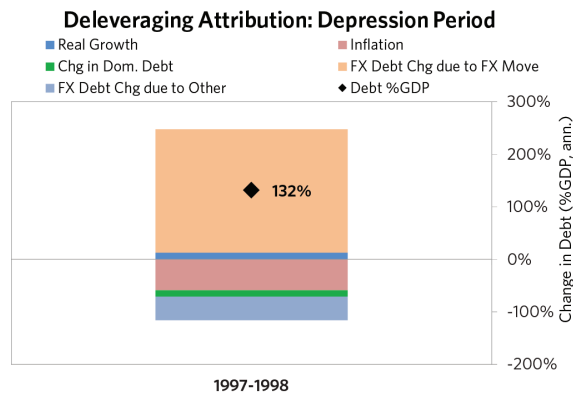 Deleveraging Attribution: Depression Period
Real Growth
Inflation
Chg in Dom. Debt
FX Debt Chg due to FX Move
FX Debt Chg due to Other
Debt %GDP
300%
200%
100%
0%
-100%
-200%
Change in Debt (%GDP, ann.)
132%
1997-1998